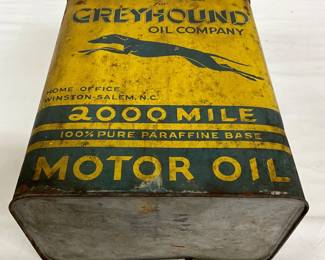 GREYHOUND
OIL COMPANY
HOME OFFICE
WINSTON-SALEM, N.C.
2000 MILE
100% PURE PARAFFINE BASE
MOTOR OIL